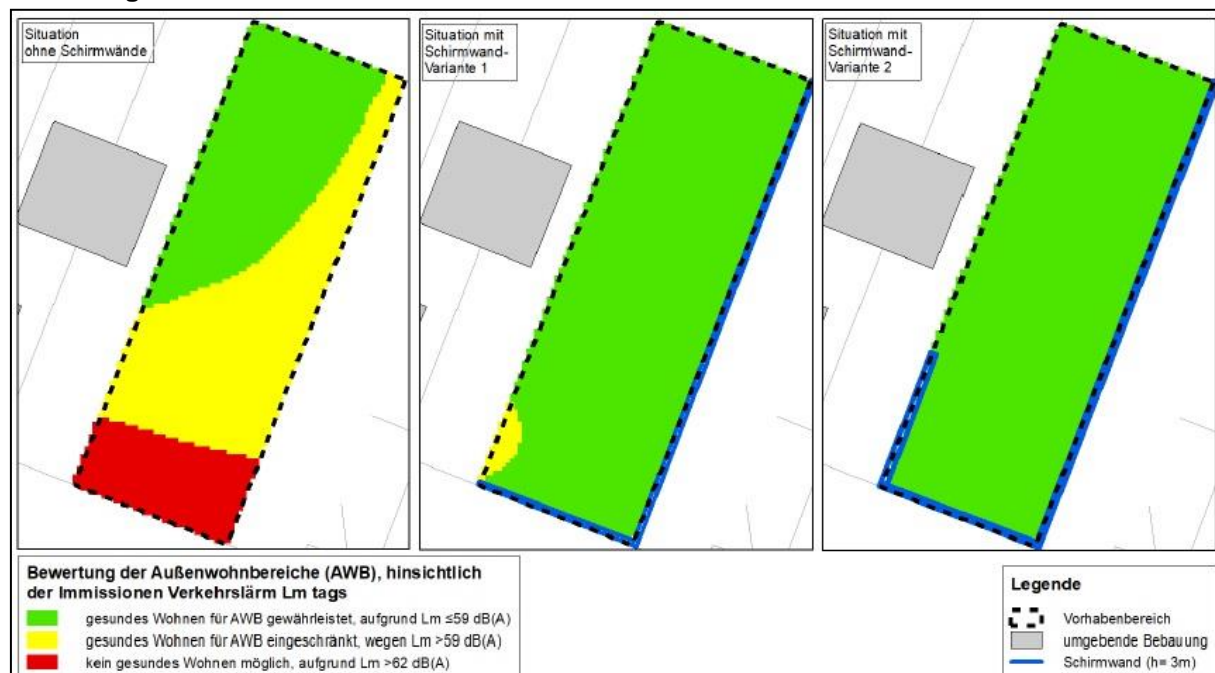 Situation
ohne Schirmwände
Situation mit
Schirmwand-
Variante 1
Situation mit
Schirmwand-
Variante 2
Bewertung der Außenwohnbereiche (AWB), hinsichtlich
der Immissionen Verkehrslärm Lm tags
gesundes Wohnen für AWB gewährleistet, aufgrund Lm ≤59 dB(A)
gesundes Wohnen für AWB eingeschränkt, wegen Lm >59 dB(A)
kein gesundes Wohnen möglich, aufgrund Lm >62 dB(A)
Legende
Vorhabenbereich
umgebende Bebauung
Schirmwand (h= 3m)